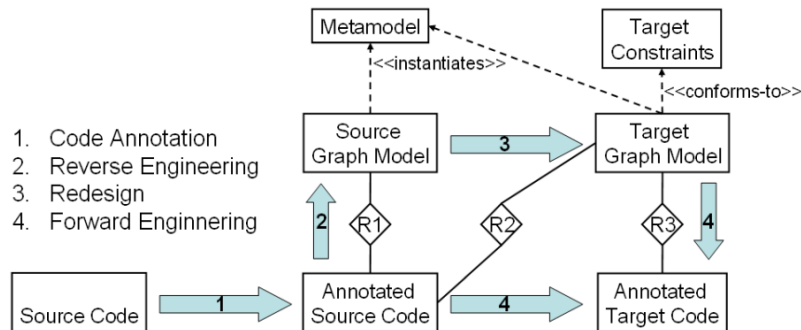 Metamodel
Target
Constraints
<<instantiates>>
<<conforms-to>>
1. Code Annotation
2. Reverse Engineering
3. Redesign
4. Forward Enginnering
Source
Graph Model
3
Target
Graph Model
2
R1
R2
R3
4
Source Code
1
Annotated
Source Code
4
Annotated
Target Code